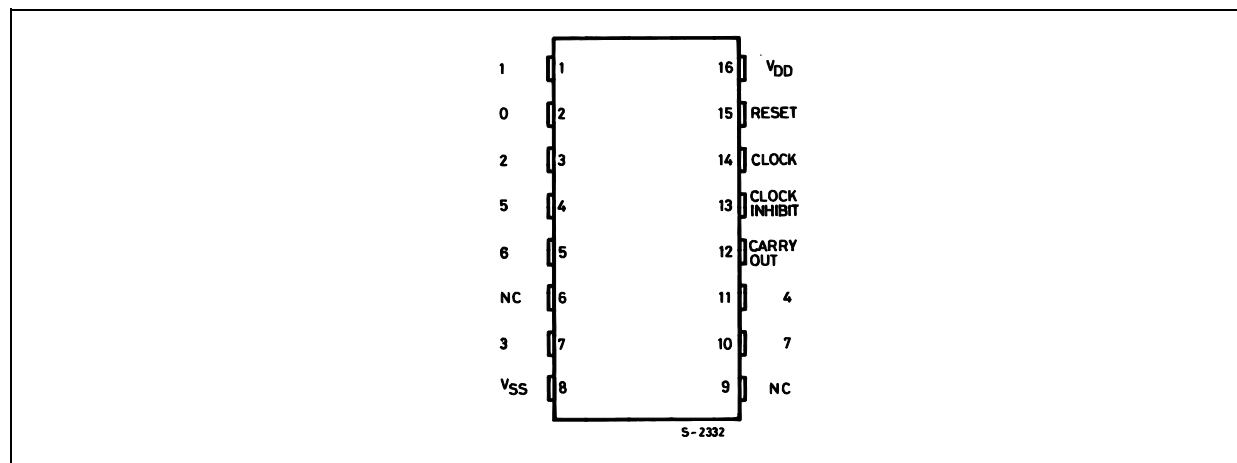 1 1 16 VDD
0 2 15 RESET
2 3 14 CLOCK
5 4 13 CLOCK INHIBIT
6 5 12 CARRY OUT
NC 6 11 4
3 7 10 7
VSS 8 9 NC
S-2332